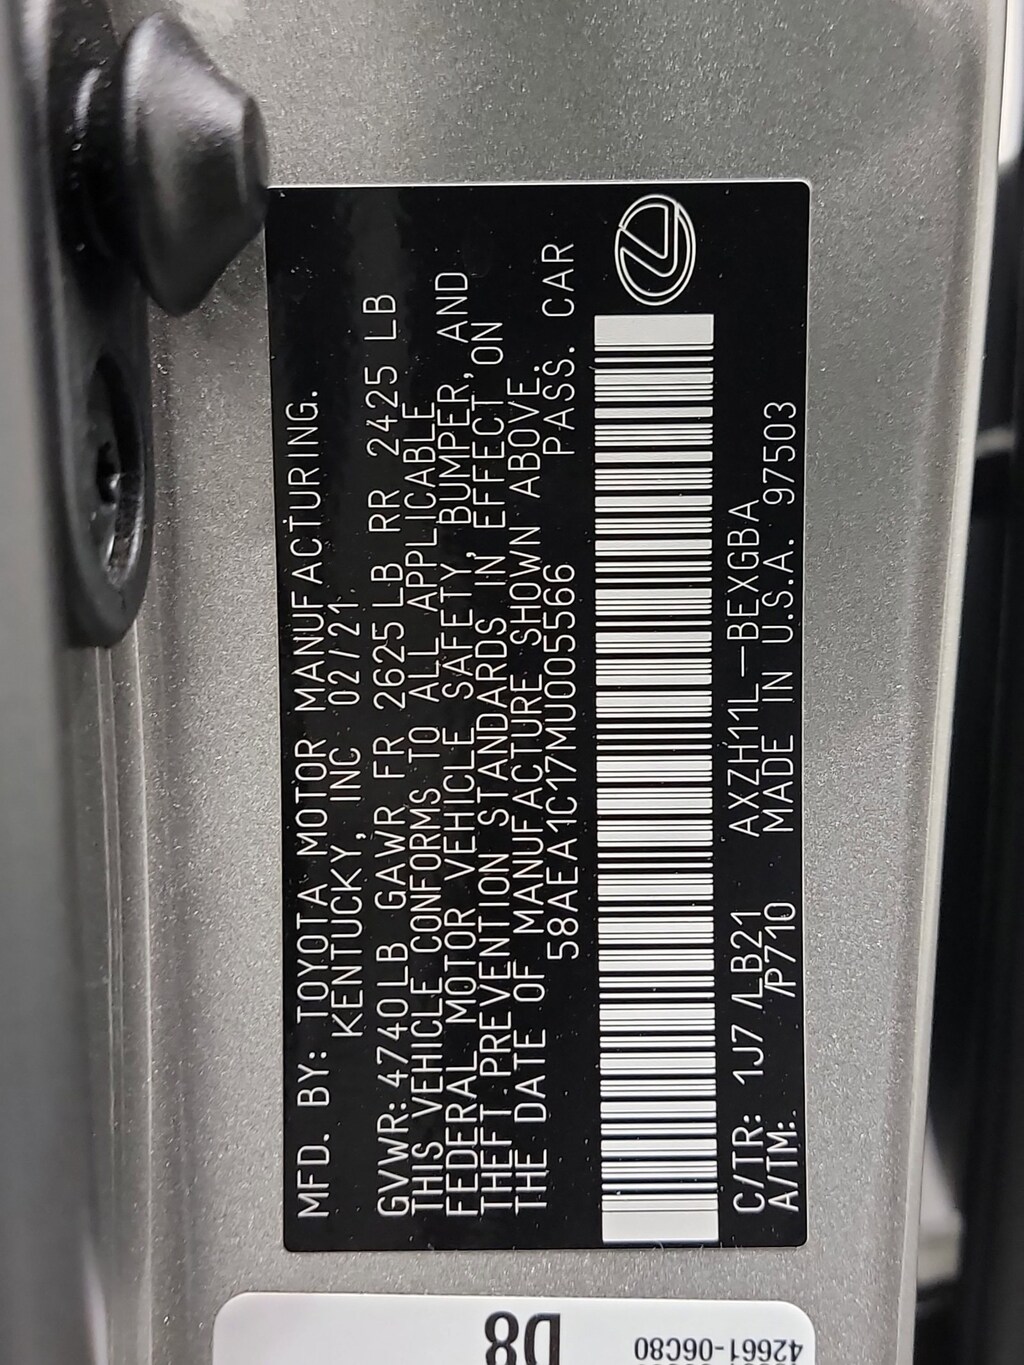 MFD. BY: TOYOTA MOTOR MANUFACTURING.
KENTUCKY, INC 02/21
GVWR: 4740LB GAWR FR 2625LB RR 2425 LB
THIS VEHICLE CONFORMS TO ALL APPLICABLE
FEDERAL MOTOR VEHICLE SAFETY, BUMPER, AND
THEFT PREVENTION STANDARDS IN EFFECT ON
THE DATE OF MANUFACTURE SHOWN ABOVE.
58AEA1C17MU005566 PASS. CAR
C/TR: 1J7 /LB21 AXZH11L-BEXGBA
A/TM: /P710 MADE IN U.S.A. 97503
D8
42661-06C80